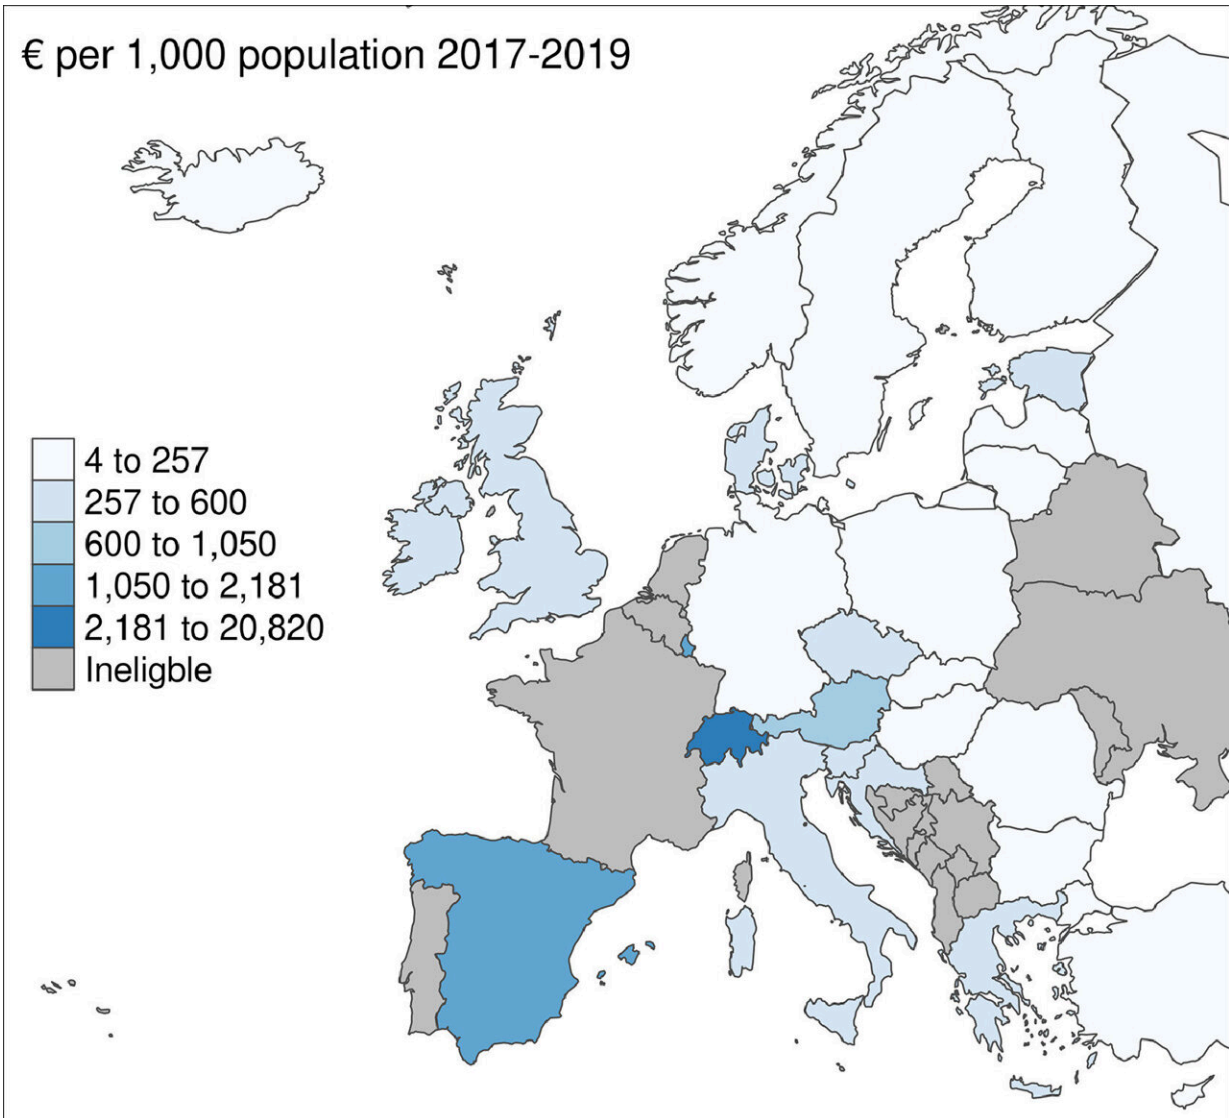 € per 1,000 population 2017-2019
4 to 257
257 to 600
600 to 1,050
1,050 to 2,181
2,181 to 20,820
Ineligble